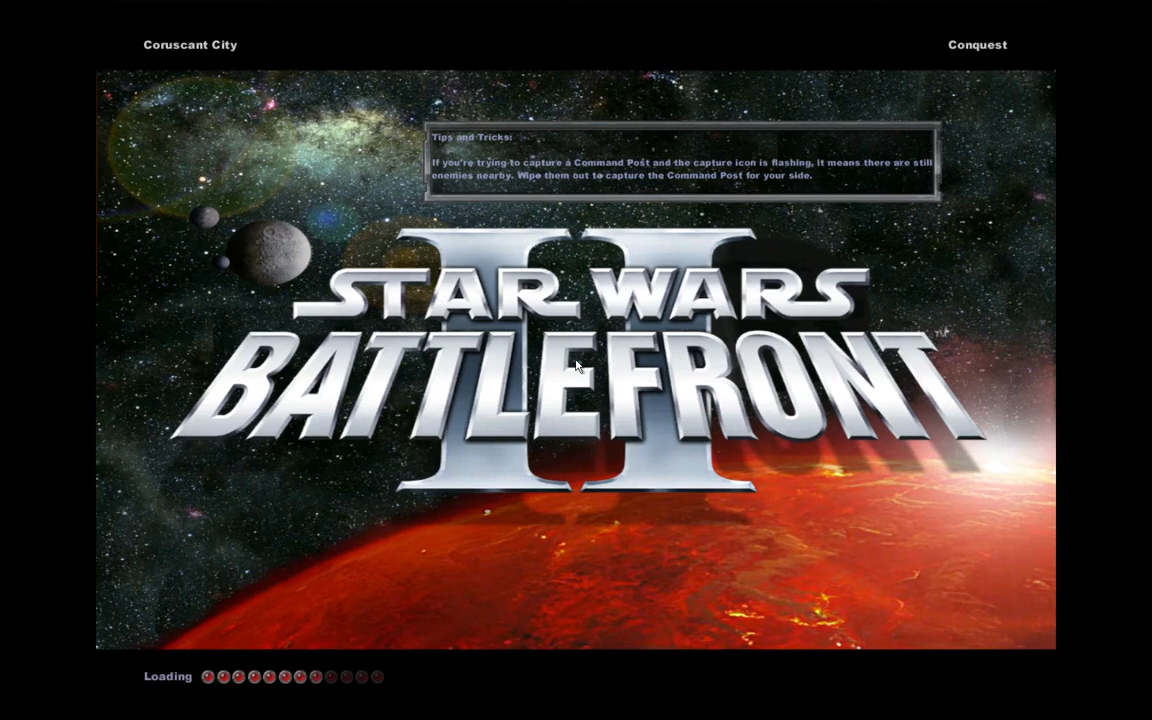 Coruscant City
Conquest
Tips and Tricks:
If you're trying to capture a Command Post and the capture icon is flashing, it means there are still
enemies nearby. Wipe them out to capture the Command Post for your side.
II
STAR WARS
BATTLEFRONT
Loading